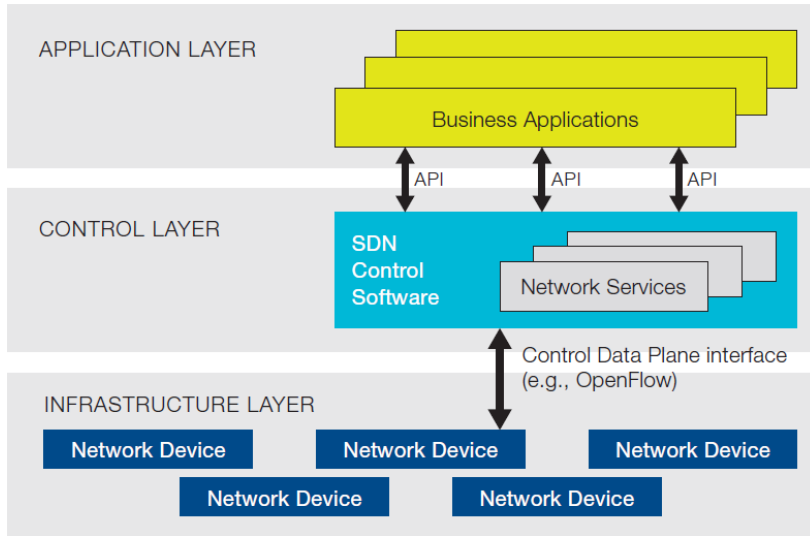 APPLICATION LAYER
Business Applications
API
API
API
CONTROL LAYER
SDN
Control
Software
Network Services
Control Data Plane interface
(e.g., OpenFlow)
INFRASTRUCTURE LAYER
Network Device
Network Device
Network Device
Network Device
Network Device